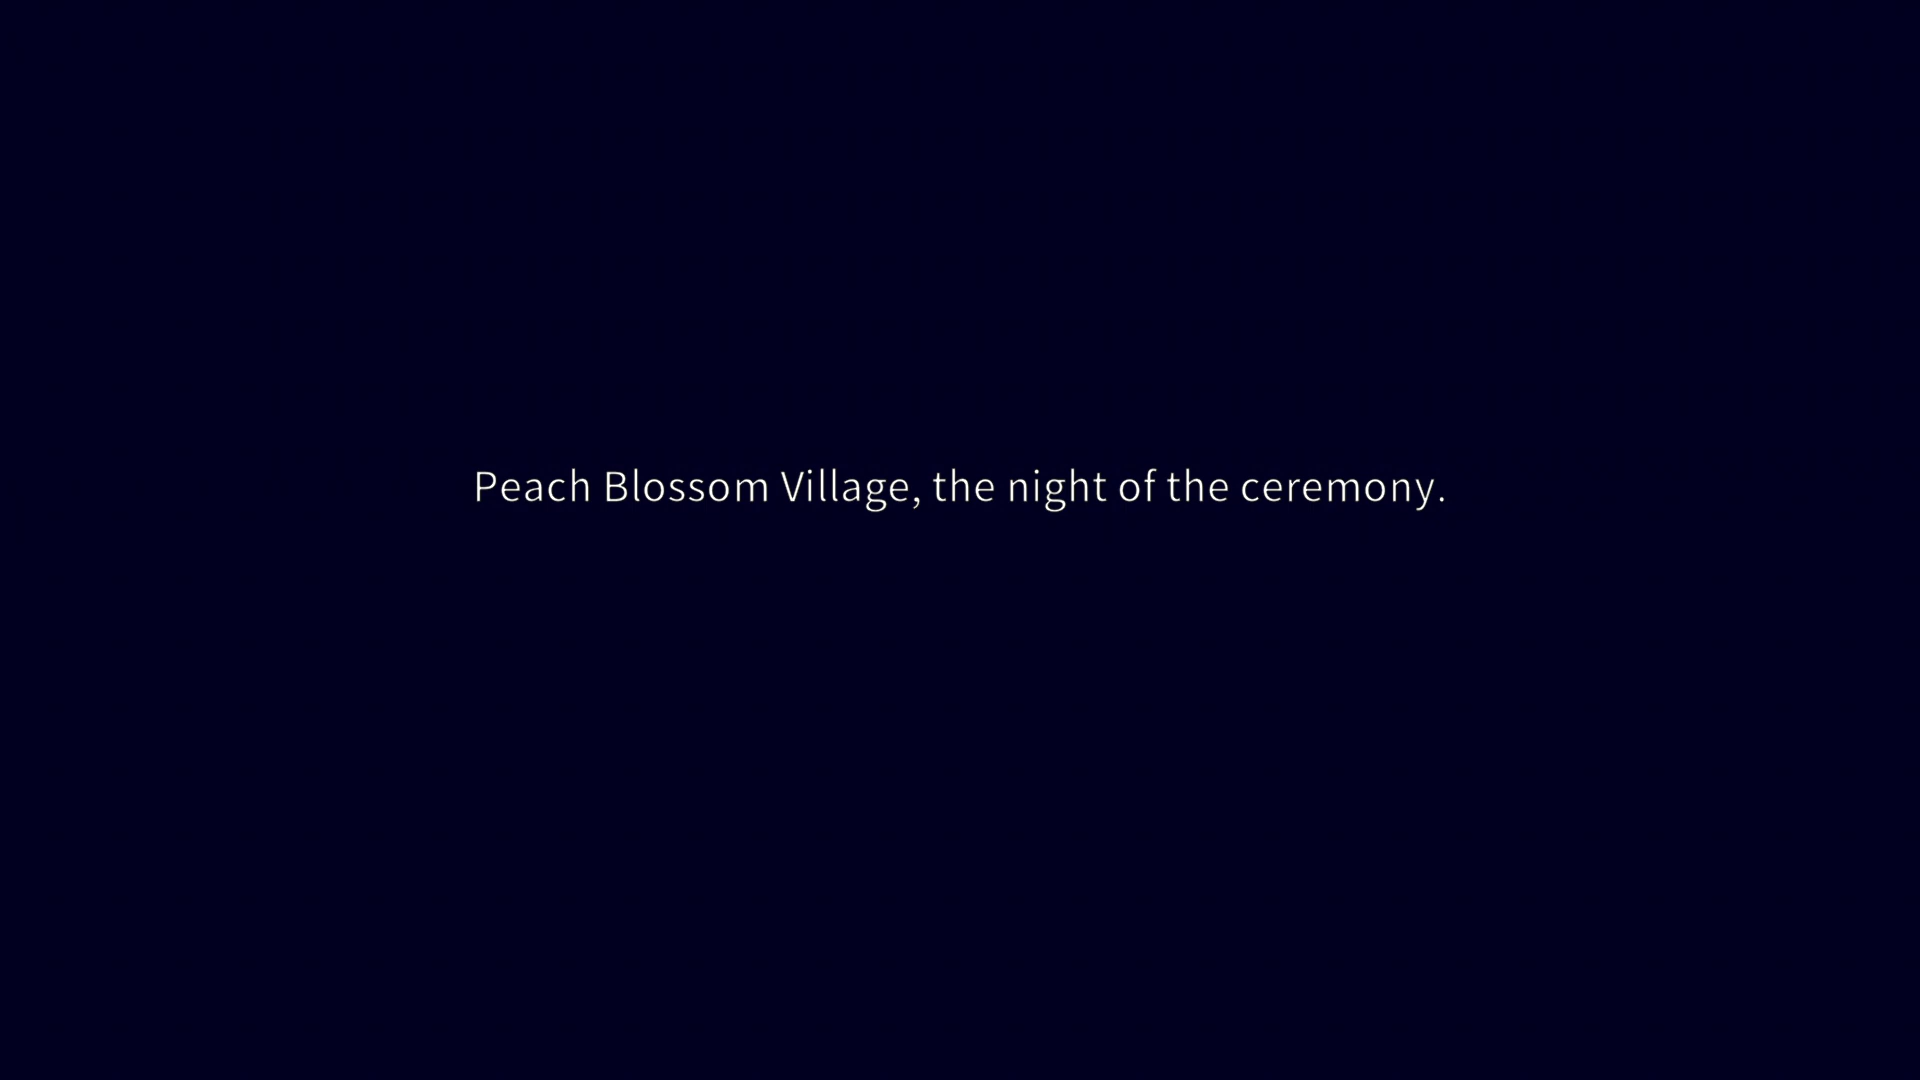 Peach Blossom Village, the night of the ceremony.